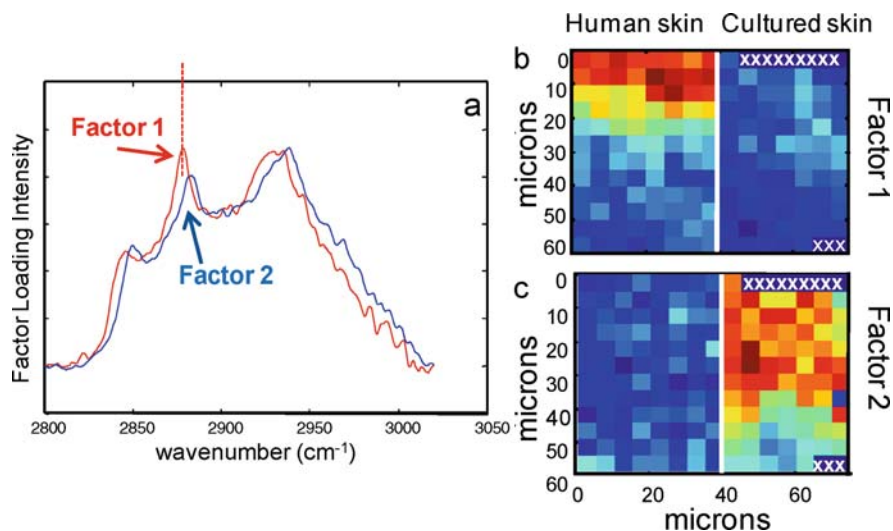 Human skin Cultured skin
a
Factor 1
Factor 2
Factor Loading Intensity
2800 2850 2900 2950 3000 3050
wavenumber (cm⁻¹)
b
0
10
20
30
40
50
60
microns
xxxxxxxxx
xxx
Factor 1
c
0
10
20
30
40
50
60
microns
xxxxxxxxx
xxx
Factor 2
0 20 40 60
microns